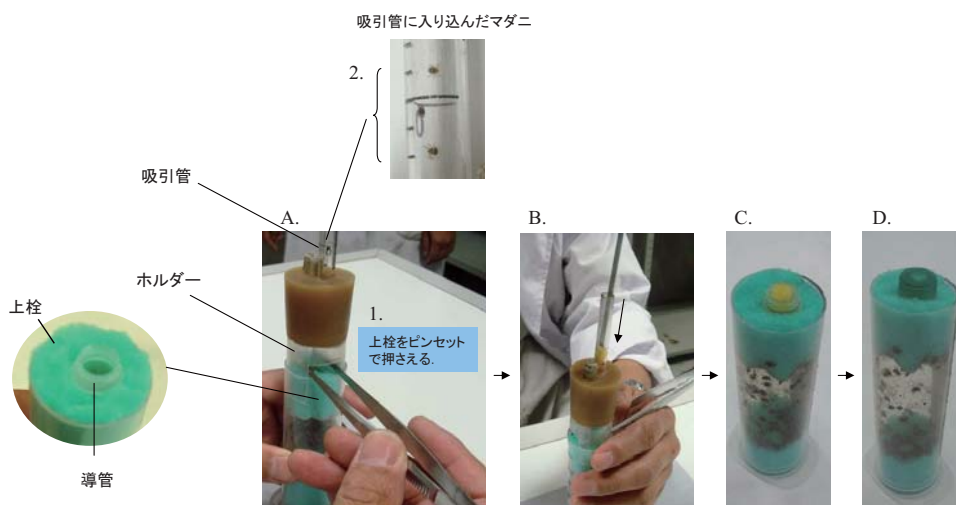 吸引管に入り込んだマダニ
2.
吸引管
A.
B.
C.
D.
ホルダー
上栓
1.
上栓をピンセット
で押さえる.
導管